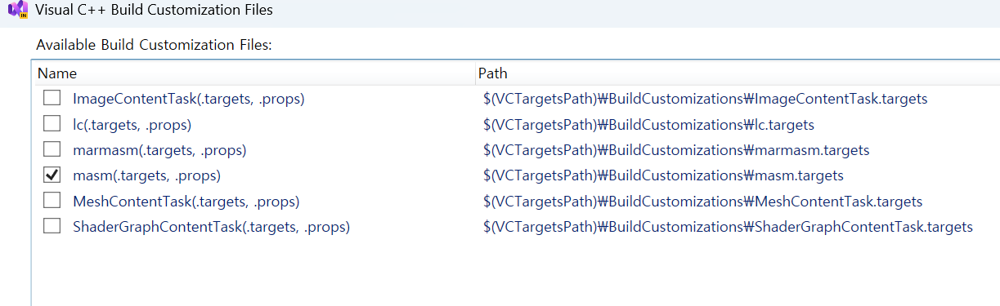 Visual C++ Build Customization Files
Available Build Customization Files:
Name Path
ImageContentTask(.targets, .props) $(VCTargetsPath)₩BuildCustomizations₩ImageContentTask.targets
lc(.targets, .props) $(VCTargetsPath)₩BuildCustomizations₩lc.targets
marmasm(.targets, .props) $(VCTargetsPath)₩BuildCustomizations₩marmasm.targets
masm(.targets, .props) $(VCTargetsPath)₩BuildCustomizations₩masm.targets
MeshContentTask(.targets, .props) $(VCTargetsPath)₩BuildCustomizations₩MeshContentTask.targets
ShaderGraphContentTask(.targets, .props) $(VCTargetsPath)₩BuildCustomizations₩ShaderGraphContentTask.targets